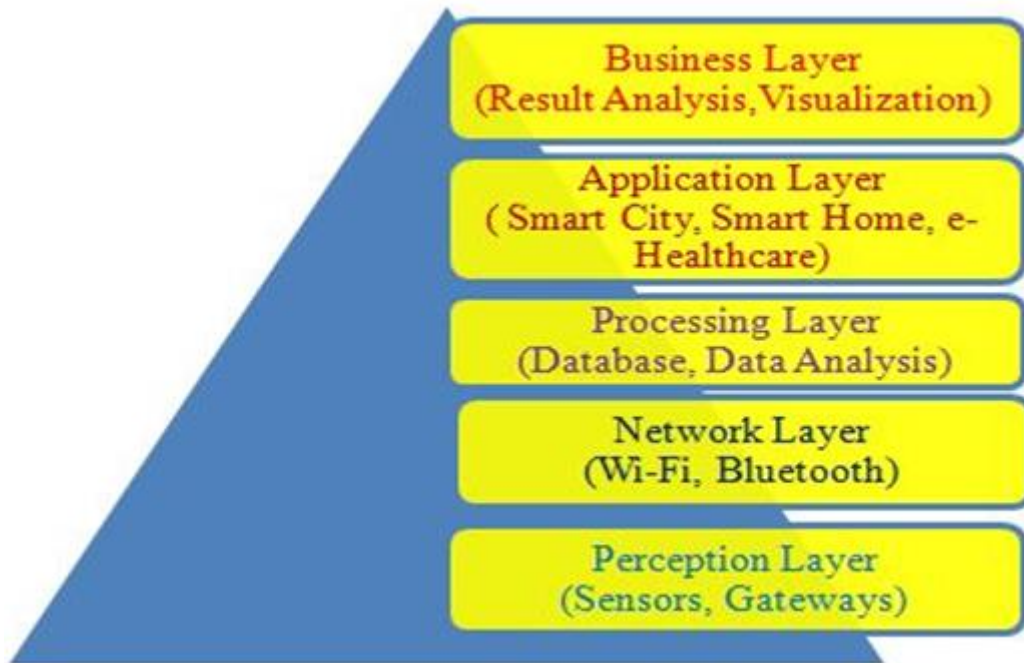 Business Layer
(Result Analysis,Visualization)
Application Layer
( Smart City, Smart Home, e-
Healthcare)
Processing Layer
(Database, Data Analysis)
Network Layer
(Wi-Fi, Bluetooth)
Perception Layer
(Sensors, Gateways)